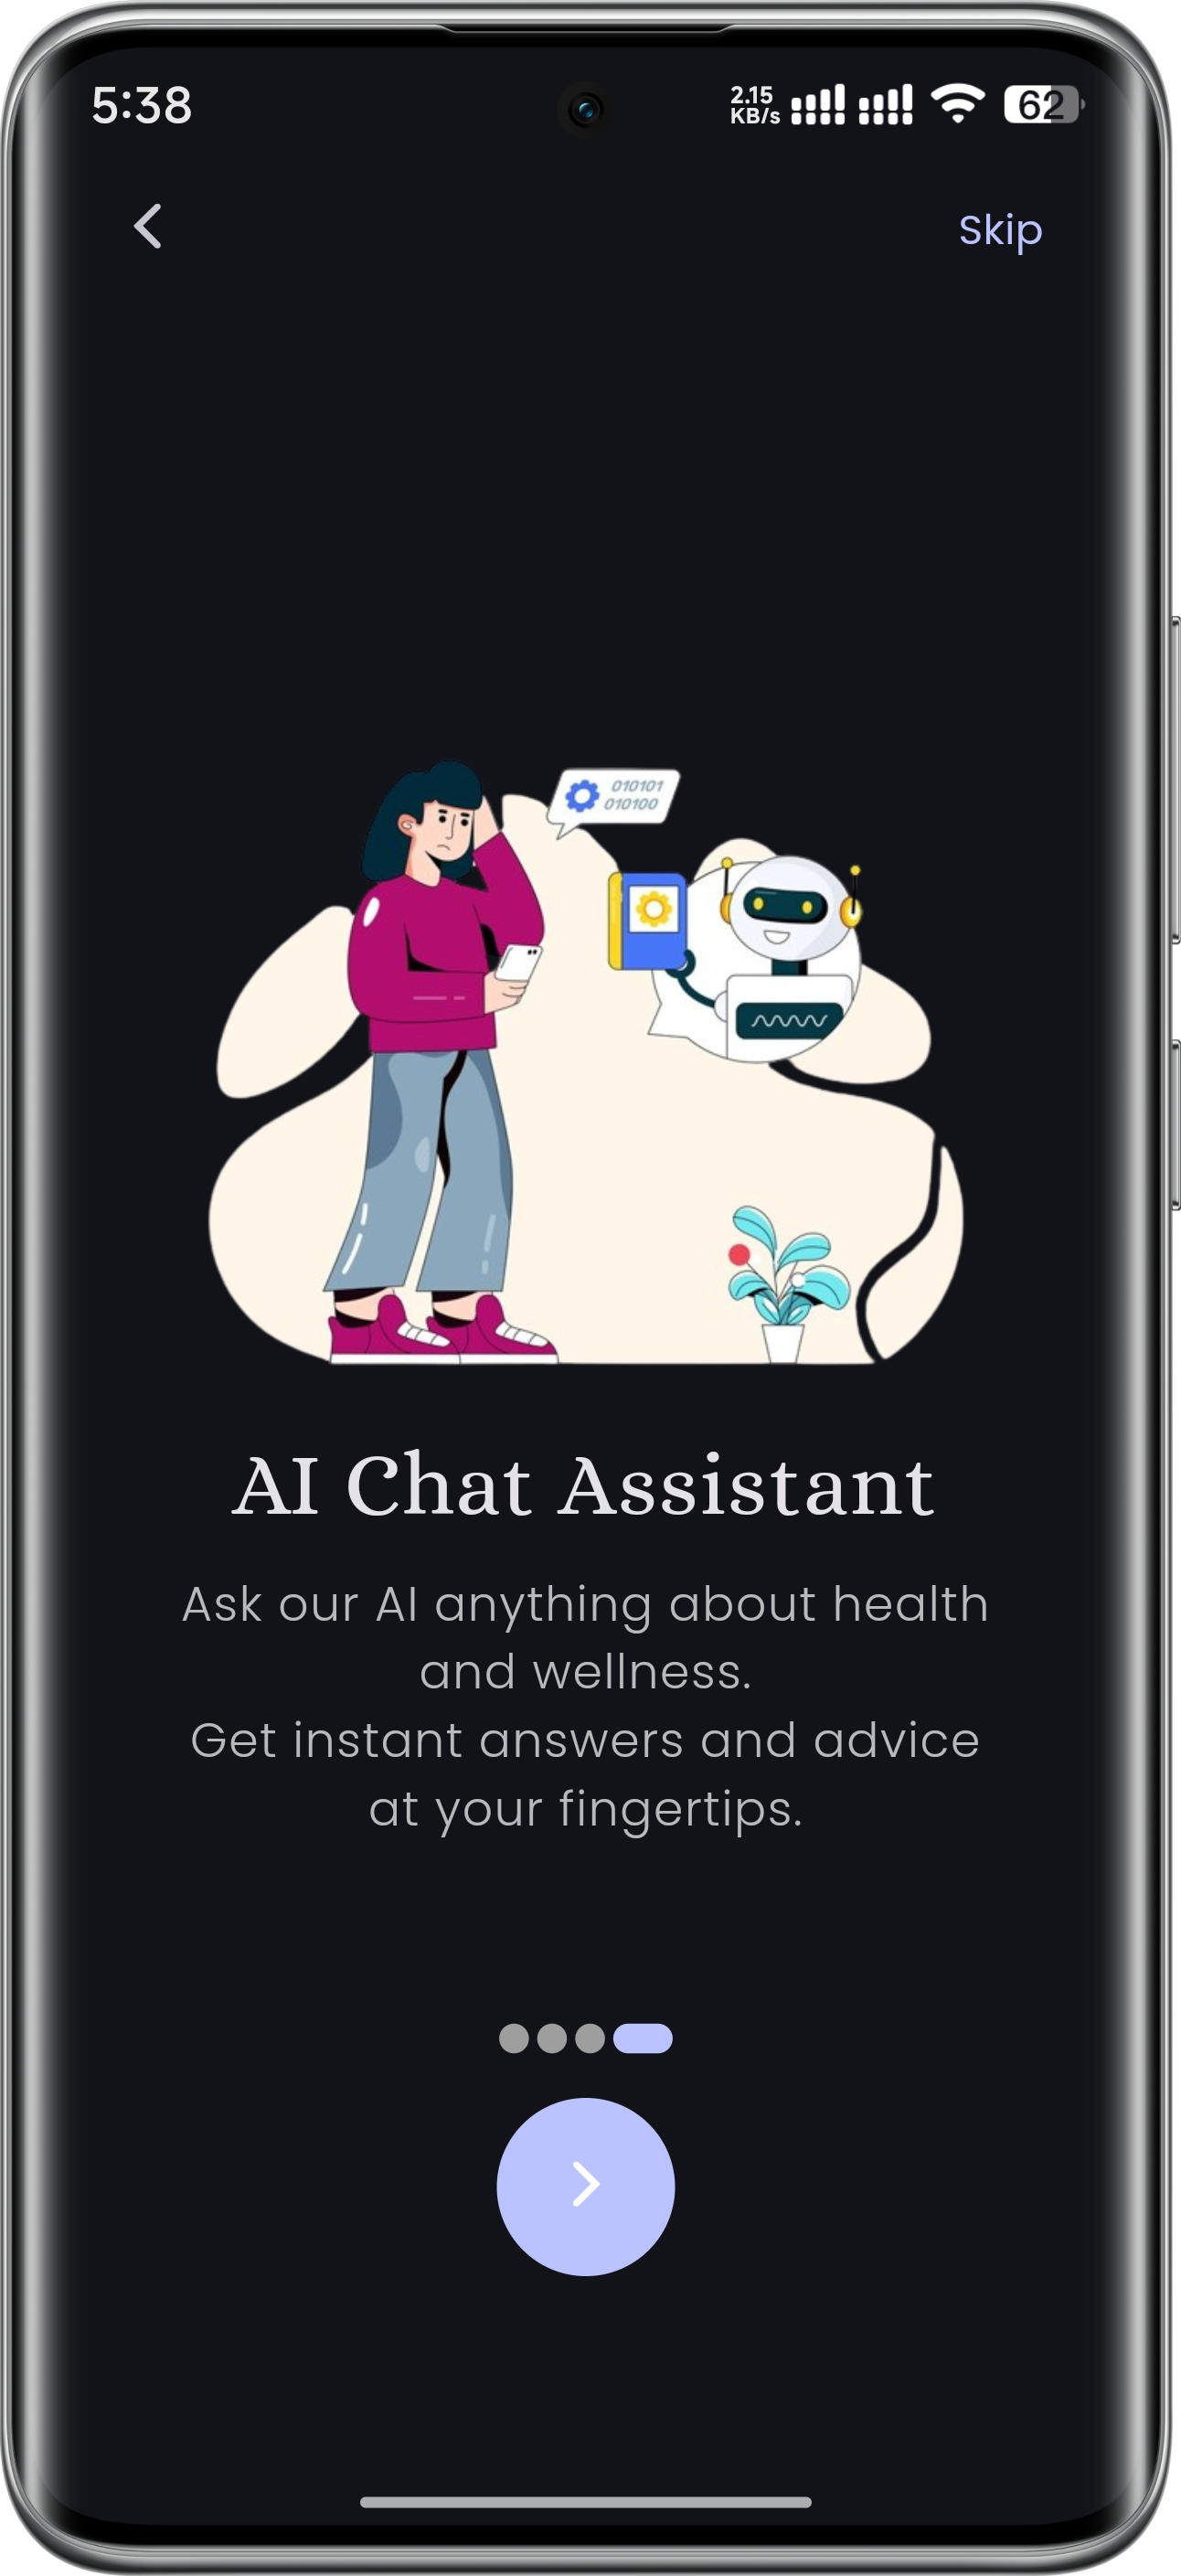 5:38
2.15
KB/s
62
Skip
010101
010100
AI Chat Assistant
Ask our AI anything about health
and wellness.
Get instant answers and advice
at your fingertips.